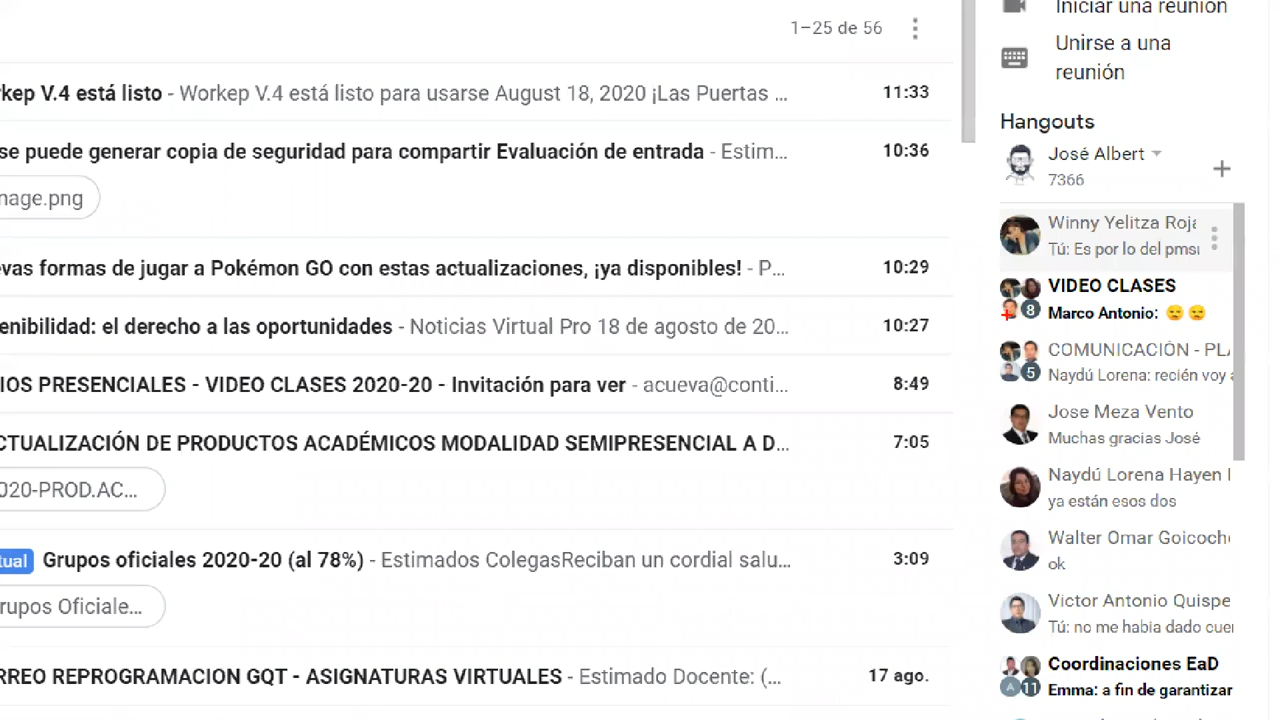 1–25 de 56
rkep V.4 está listo - Workep V.4 está listo para usarse August 18, 2020 ¡Las Puertas ... 11:33
se puede generar copia de seguridad para compartir Evaluación de entrada - Estim... 10:36
nage.png
evas formas de jugar a Pokémon GO con estas actualizaciones, ¡ya disponibles! - P... 10:29
enibilidad: el derecho a las oportunidades - Noticias Virtual Pro 18 de agosto de 20... 10:27
IOS PRESENCIALES - VIDEO CLASES 2020-20 - Invitación para ver - acueva@conti... 8:49
CTUALIZACIÓN DE PRODUCTOS ACADÉMICOS MODALIDAD SEMIPRESENCIAL A D... 7:05
020-PROD.AC...
tual Grupos oficiales 2020-20 (al 78%) - Estimados ColegasReciban un cordial salu... 3:09
rupos Oficiale...
RREO REPROGRAMACION GQT - ASIGNATURAS VIRTUALES - Estimado Docente: (... 17 ago.
Iniciar una reunión
Unirse a una
reunión
Hangouts
José Albert
7366
Winny Yelitza Roja
Tú: Es por lo del pmsu
VIDEO CLASES
8
Marco Antonio: 😪 😪
COMUNICACIÓN - PLA
5
Naydú Lorena: recién voy a
Jose Meza Vento
Muchas gracias José
Naydú Lorena Hayen
ya están esos dos
Walter Omar Goicoch
ok
Victor Antonio Quispe
Tú: no me habia dado cuen
Coordinaciones EaD
A 11
Emma: a fin de garantizar